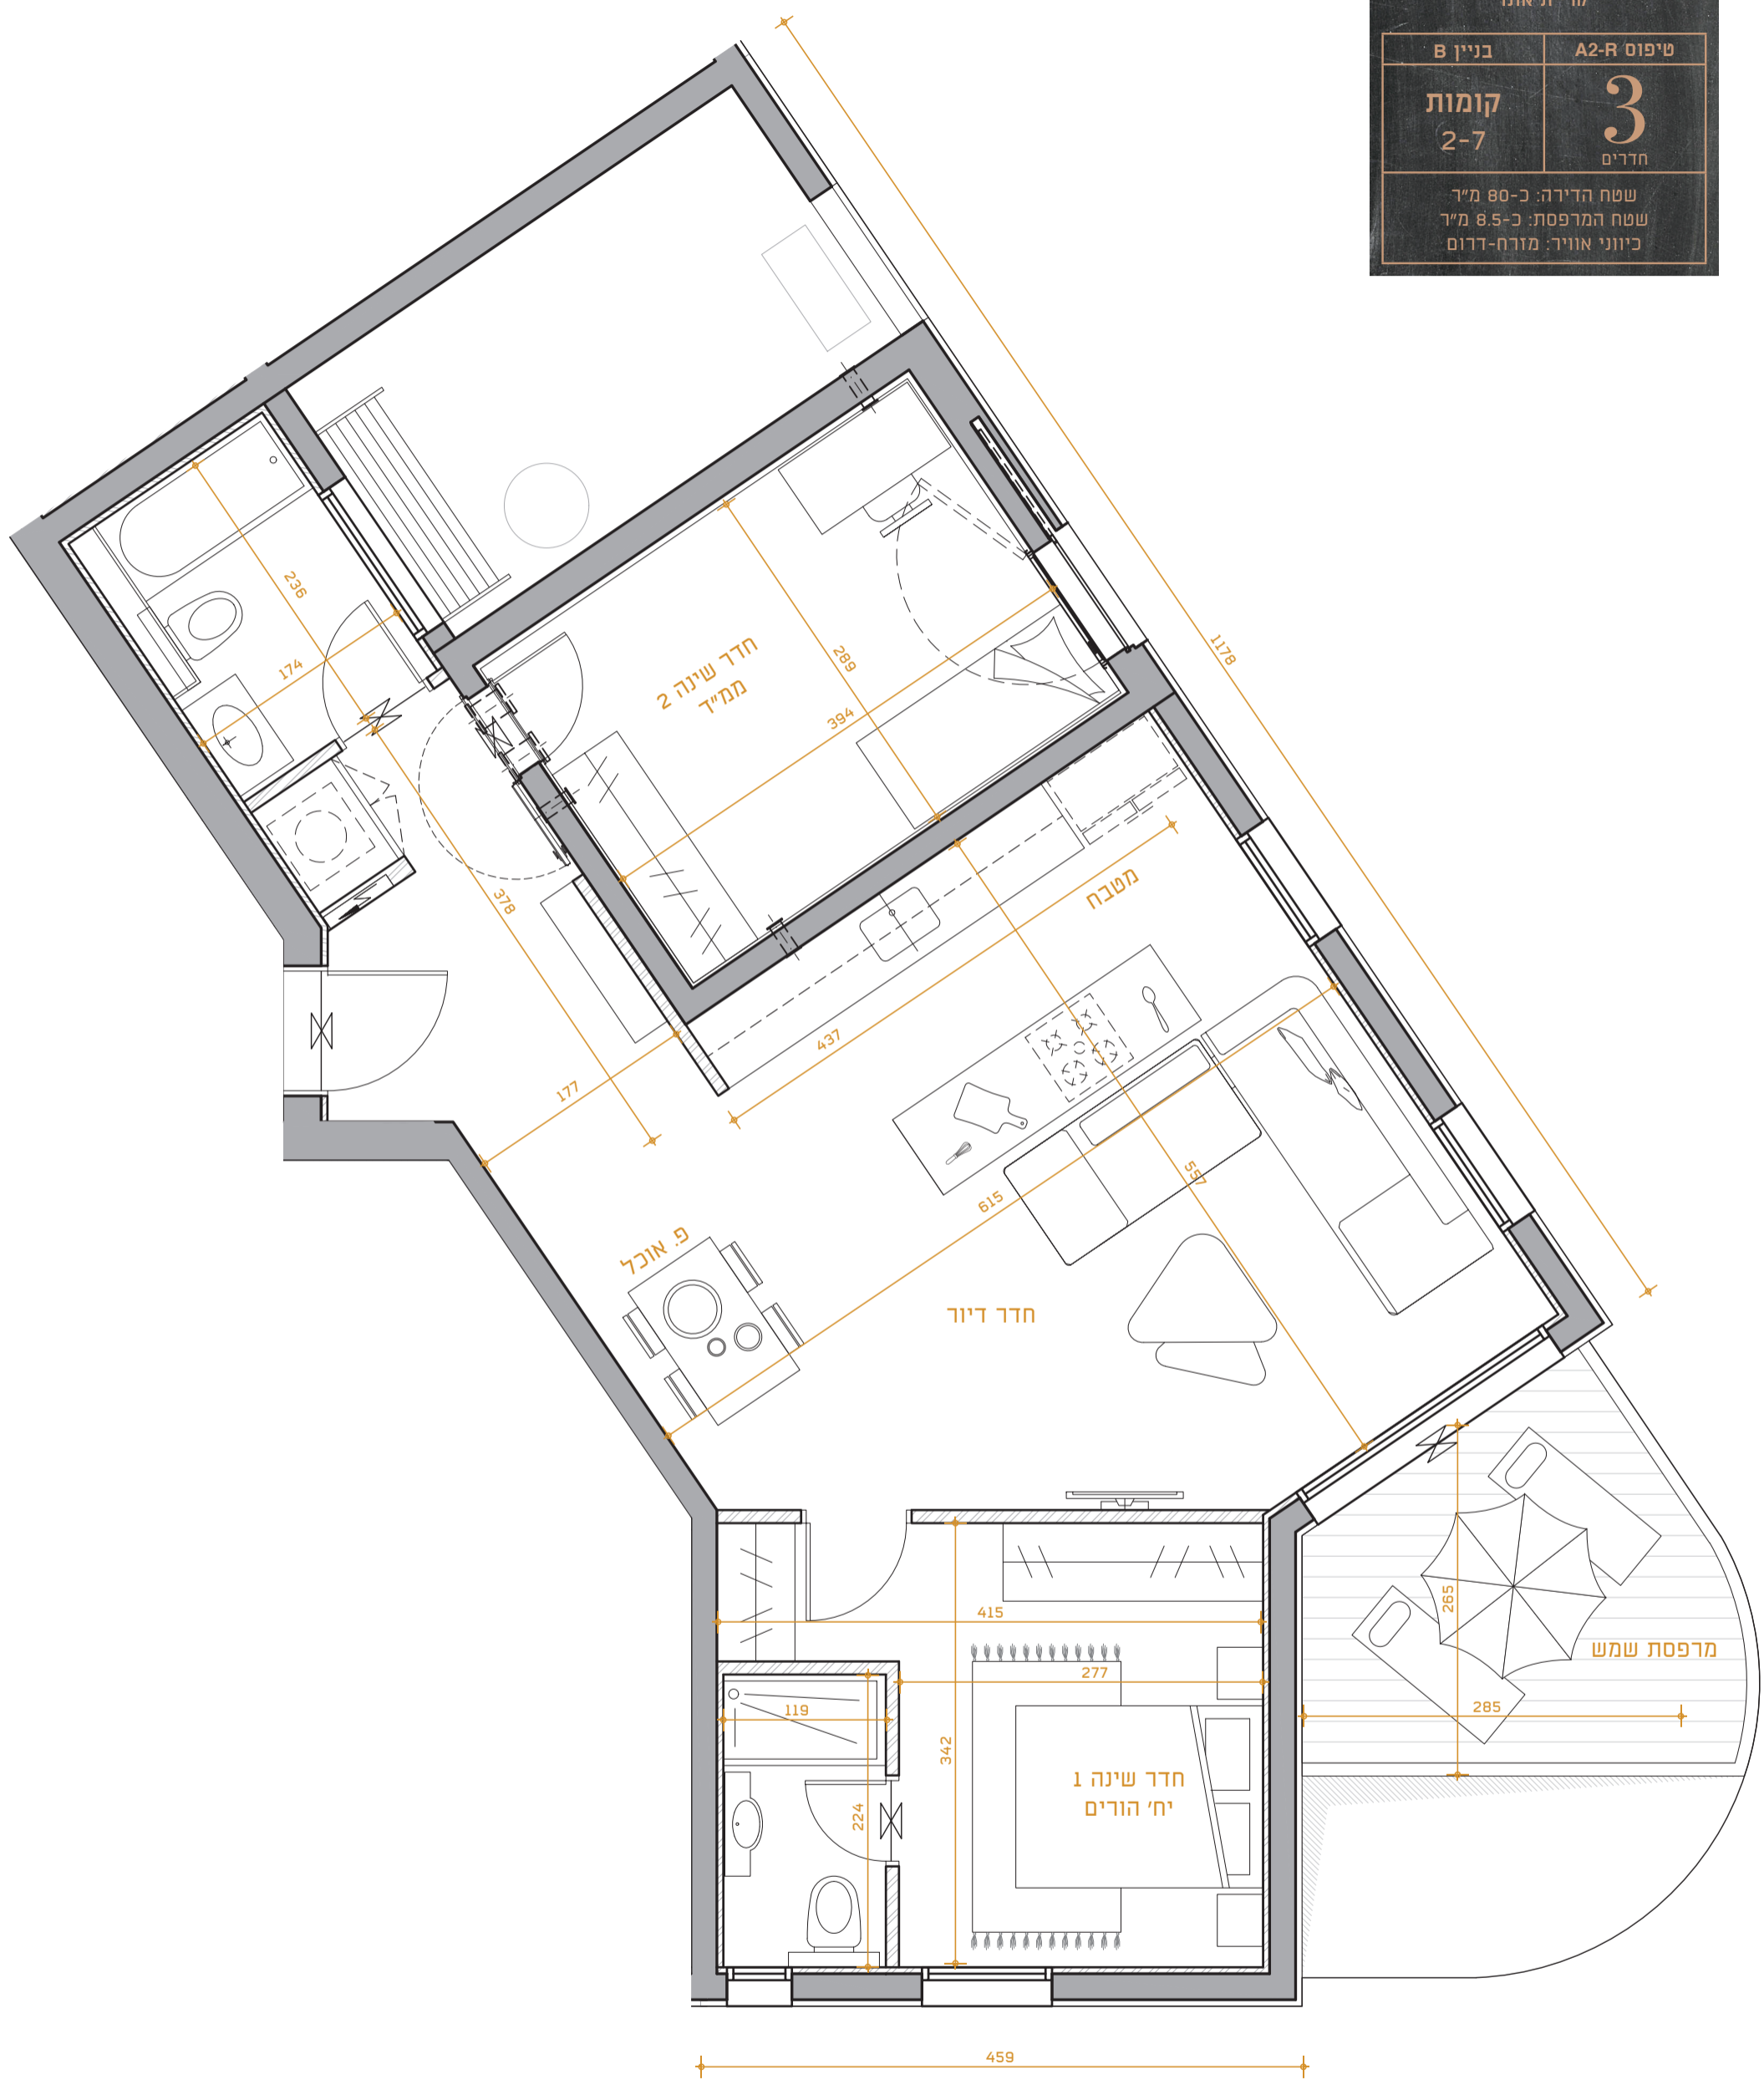 טיפוס A2-R
בניין B
3
חדרים
קומות
2-7
שטח הדירה: כ-80 מ״ר
שטח המרפסת: כ-8.5 מ״ר
כיווני אוויר: מזרח-דרום
1178
236
174
חדר שינה 2
ממ״ד
289
394
378
מטבח
437
177
557
615
פ. אוכל
חדר דיור
265
מרפסת שמש
285
415
277
119
342
224
חדר שינה 1
יח׳ הורים
459